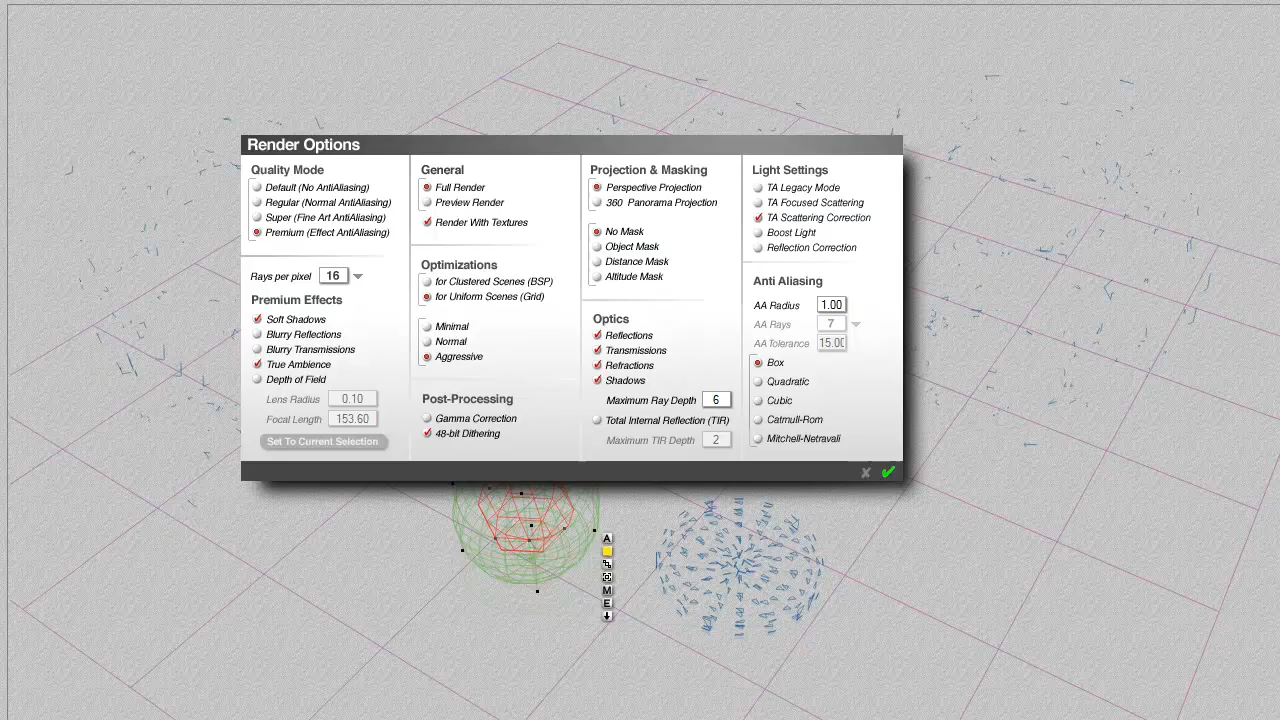 Render Options
Quality Mode
Default (No AntiAliasing)
Regular (Normal AntiAliasing)
Super (Fine Art AntiAliasing)
Premium (Effect AntiAliasing)
Rays per pixel 16
Premium Effects
Soft Shadows
Blurry Reflections
Blurry Transmissions
True Ambience
Depth of Field
Lens Radius 0.10
Focal Length 153.60
Set To Current Selection
General
Full Render
Preview Render
Render With Textures
Optimizations
for Clustered Scenes (BSP)
for Uniform Scenes (Grid)
Minimal
Normal
Aggressive
Post-Processing
Gamma Correction
48-bit Dithering
Projection & Masking
Perspective Projection
360 Panorama Projection
No Mask
Object Mask
Distance Mask
Altitude Mask
Optics
Reflections
Transmissions
Refractions
Shadows
Maximum Ray Depth 6
Total Internal Reflection (TIR)
Maximum TIR Depth 2
Light Settings
TA Legacy Mode
TA Focused Scattering
TA Scattering Correction
Boost Light
Reflection Correction
Anti Aliasing
AA Radius 1.00
AA Rays 7
AA Tolerance 15.00
Box
Quadratic
Cubic
Catmull-Rom
Mitchell-Netravali
A
M
E